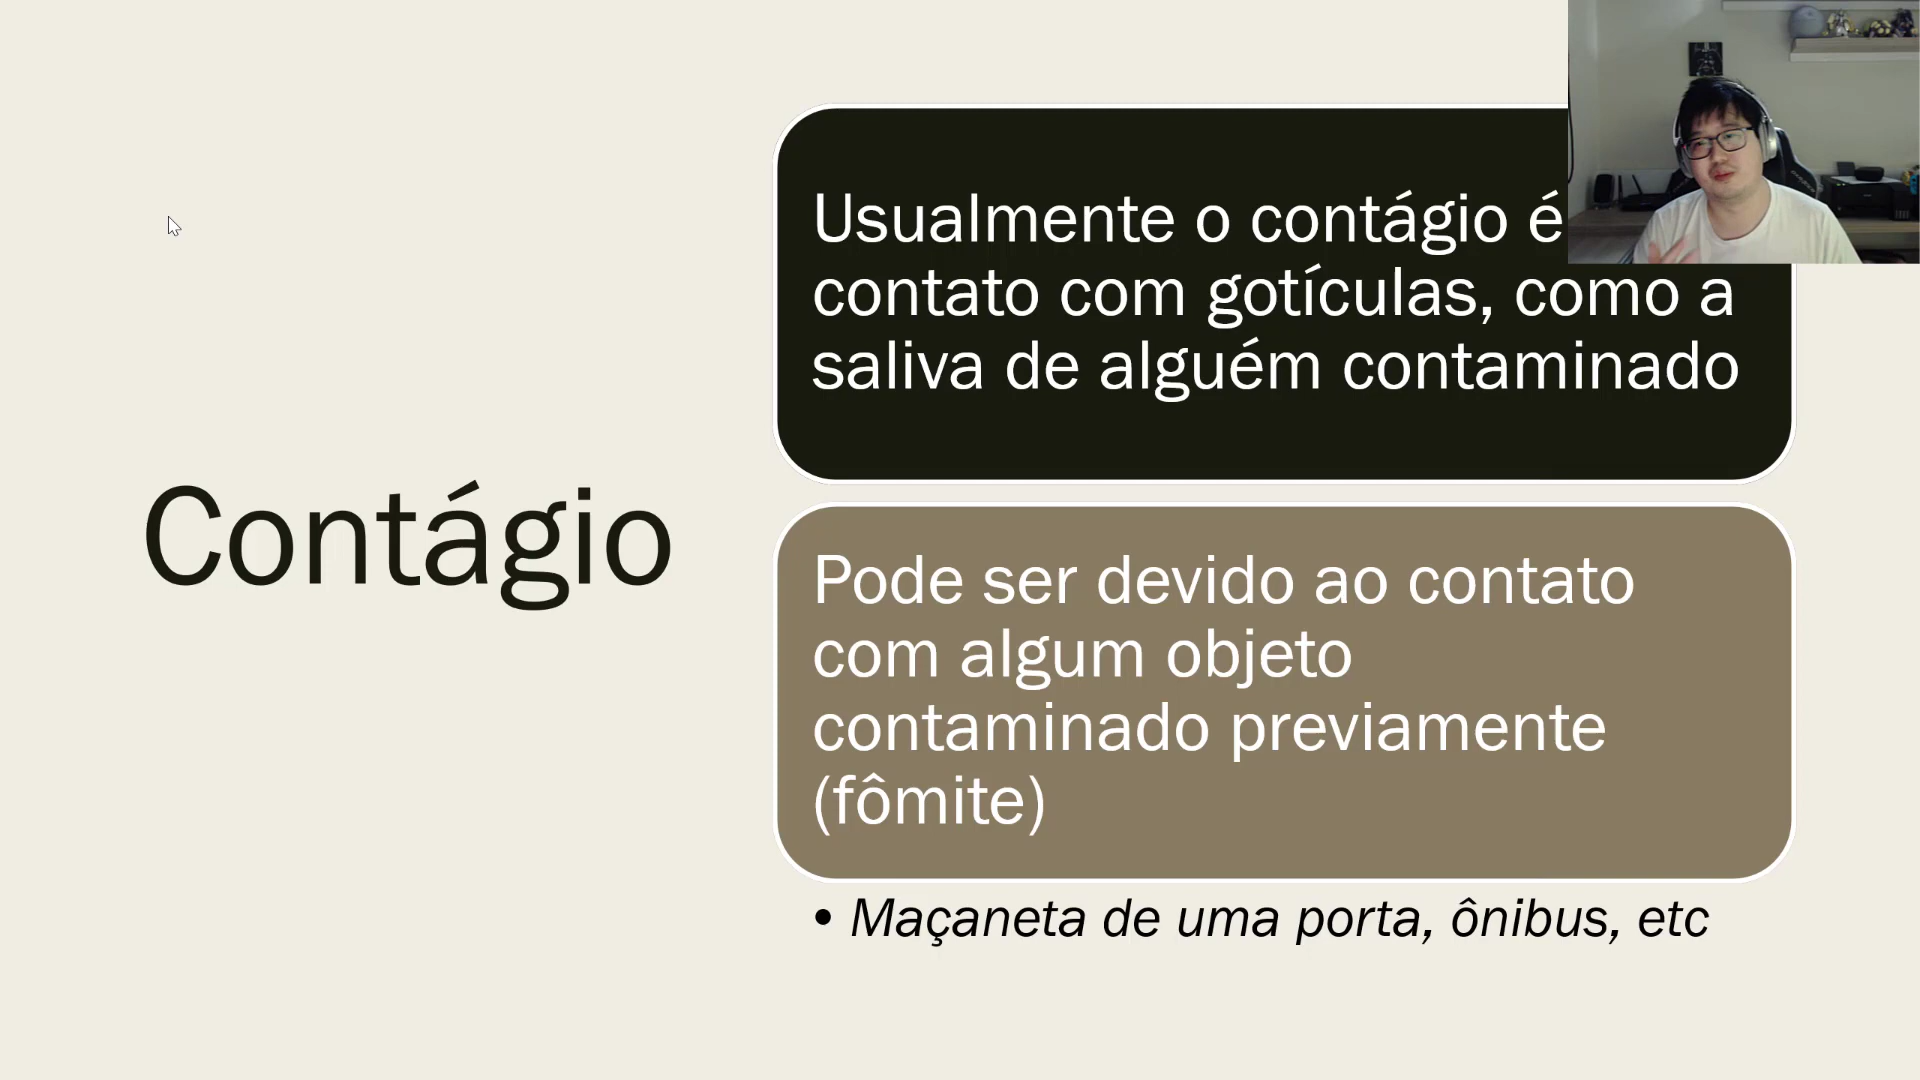 Contágio
Usualmente o contágio é
contato com gotículas, como a
saliva de alguém contaminado
Pode ser devido ao contato
com algum objeto
contaminado previamente
(fômite)
• Maçaneta de uma porta, ônibus, etc